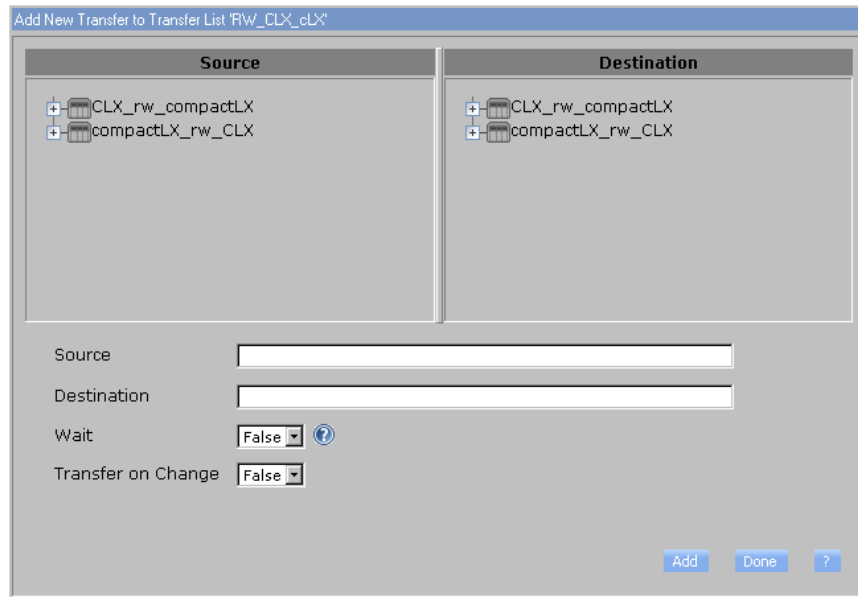 Add New Transfer to Transfer List 'RW_CLX_cLX'
Source Destination
CLX_rw_compactLX CLX_rw_compactLX
compactLX_rw_CLX compactLX_rw_CLX
Source
Destination
Wait False ?
Transfer on Change False
Add Done ?